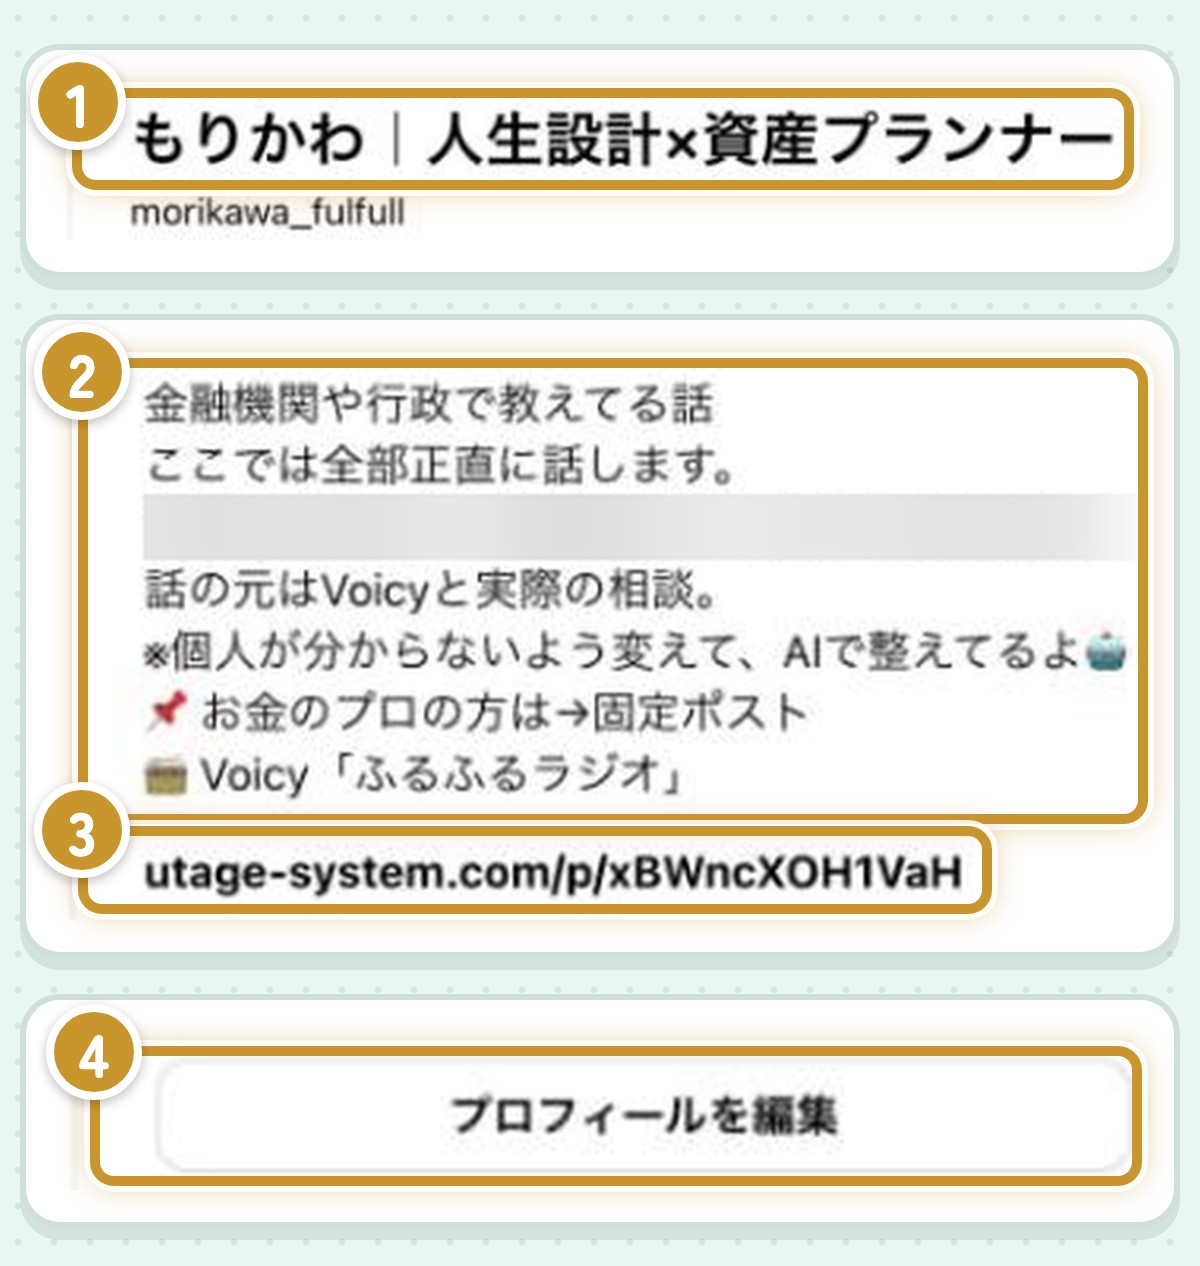 1
もりかわ｜人生設計×資産プランナー
morikawa_fulfull
2
金融機関や行政で教えてる話
ここでは全部正直に話します。
話の元はVoicyと実際の相談。
※個人が分からないよう変えて、AIで整えてるよ🤖
📌 お金のプロの方は→固定ポスト
📻 Voicy「ふるふるラジオ」
3
utage-system.com/p/xBWncXOH1VaH
4
プロフィールを編集